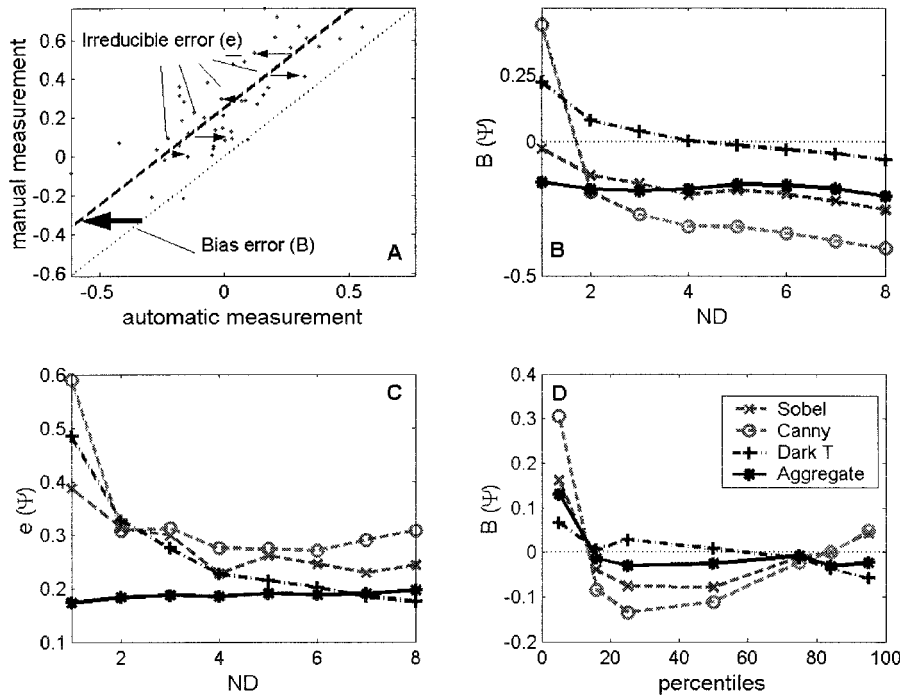 Irreducible error (e)
Bias error (B)
A
manual measurement
0.6
0.4
0.2
0
0.2
0.4
0.6
-0.5
0
0.5
automatic measurement
B (Ψ)
0.25
0
-0.5
B
2
4
6
8
ND
C
e (Ψ)
0.6
0.5
0.4
0.3
0.2
0.1
2
4
6
8
ND
D
B (Ψ)
0.4
0.3
0.2
0.1
0
-0.1
-0.2
Sobel
Canny
Dark T
Aggregate
0
20
40
60
80
100
percentiles